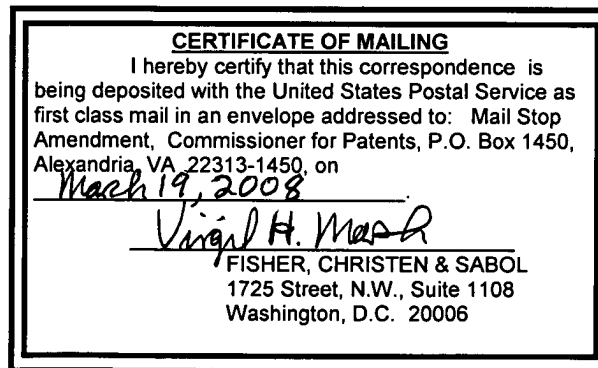 CERTIFICATE OF MAILING
I hereby certify that this correspondence is
being deposited with the United States Postal Service as
first class mail in an envelope addressed to: Mail Stop
Amendment, Commissioner for Patents, P.O. Box 1450,
Alexandria, VA 22313-1450, on
March 19, 2008.
Virgil H. Marsh
FISHER, CHRISTEN & SABOL
1725 Street, N.W., Suite 1108
Washington, D.C. 20006